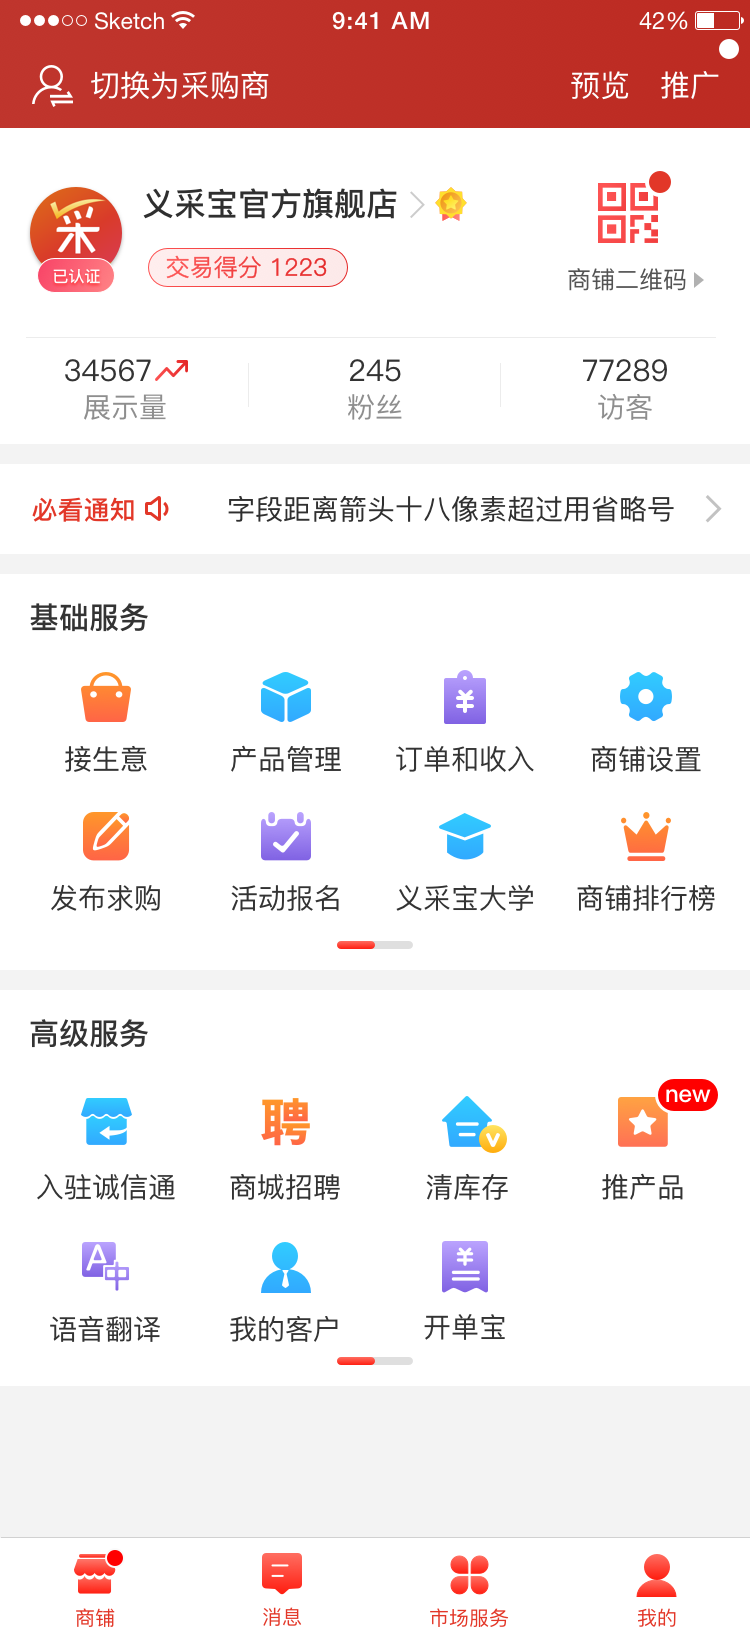 Sketch 9:41 AM 42%
切换为采购商 预览 推广
采 义采宝官方旗舰店
已认证 交易得分 1223
商铺二维码
34567 245 77289
展示量 粉丝 访客
必看通知 字段距离箭头十八像素超过用省略号
基础服务
接生意 产品管理 订单和收入 商铺设置
发布求购 活动报名 义采宝大学 商铺排行榜
高级服务
聘 new
入驻诚信通 商城招聘 清库存 推产品
A 中 ¥
语音翻译 我的客户 开单宝
商铺 消息 市场服务 我的